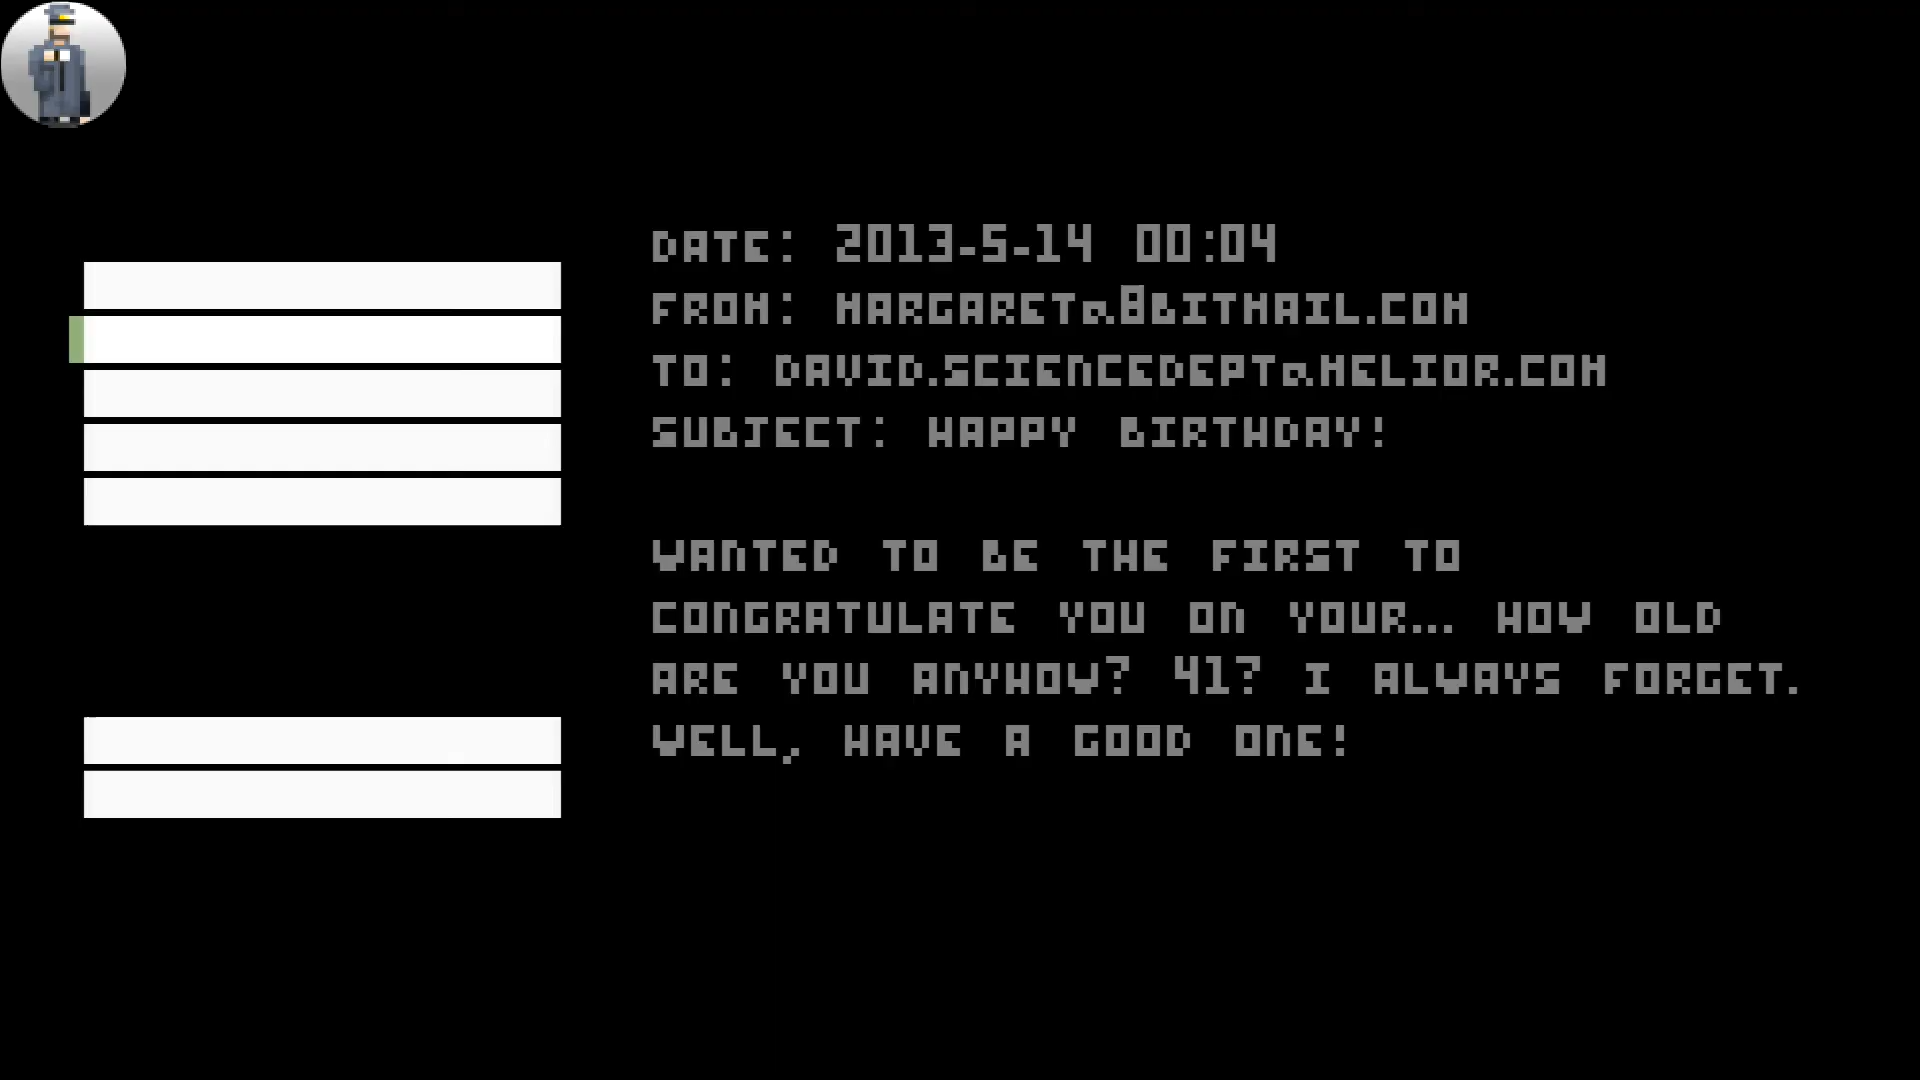 DATE: 2013-5-14 00:04
FROM: MARGARET@8BITMAIL.COM
TO: DAVID.SCIENCEDEPT@HELIOR.COM
SUBJECT: HAPPY BIRTHDAY!
WANTED TO BE THE FIRST TO
CONGRATULATE YOU ON YOUR... HOW OLD
ARE YOU ANYHOW? 41? I ALWAYS FORGET.
WELL, HAVE A GOOD ONE!